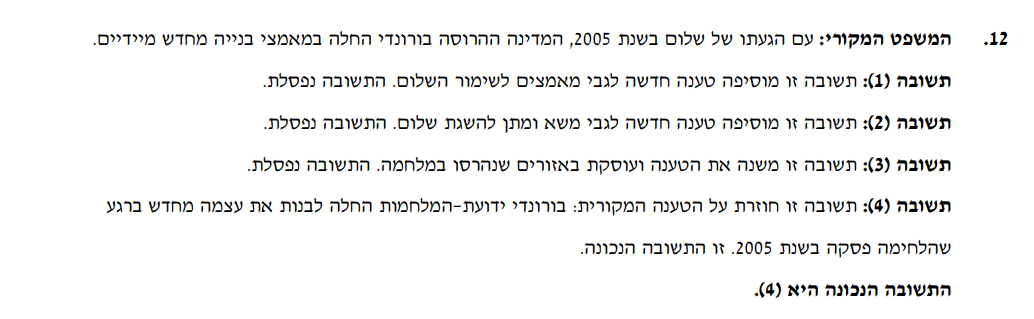 12. המשפט המקורי: עם הגעתו של שלום בשנת 2005, המדינה ההרוסה בורונדי החלה במאמצי בנייה מחדש מיידיים.
תשובה (1): תשובה זו מוסיפה טענה חדשה לגבי מאמצים לשימור השלום. התשובה נפסלת.
תשובה (2): תשובה זו מוסיפה טענה חדשה לגבי משא ומתן להשגת שלום. התשובה נפסלת.
תשובה (3): תשובה זו משנה את הטענה ועוסקת באזורים שנהרסו במלחמה. התשובה נפסלת.
תשובה (4): תשובה זו חוזרת על הטענה המקורית: בורונדי ידועת-המלחמות החלה לבנות את עצמה מחדש ברגע
שהלחימה פסקה בשנת 2005. זו התשובה הנכונה.
התשובה הנכונה היא (4).